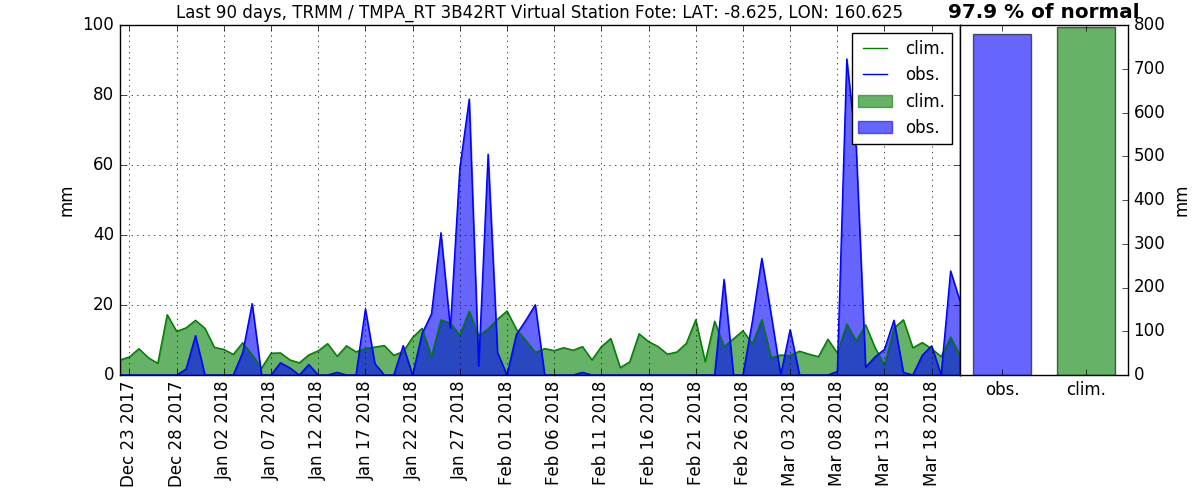 Last 90 days, TRMM / TMPA_RT 3B42RT Virtual Station Fote: LAT: -8.625, LON: 160.625
97.9 % of normal
100
80
60
40
20
0
mm
clim.
obs.
clim.
obs.
800
700
600
500
400
300
200
100
0
mm
obs.
clim.
Dec 23 2017
Dec 28 2017
Jan 02 2018
Jan 07 2018
Jan 12 2018
Jan 17 2018
Jan 22 2018
Jan 27 2018
Feb 01 2018
Feb 06 2018
Feb 11 2018
Feb 16 2018
Feb 21 2018
Feb 26 2018
Mar 03 2018
Mar 08 2018
Mar 13 2018
Mar 18 2018